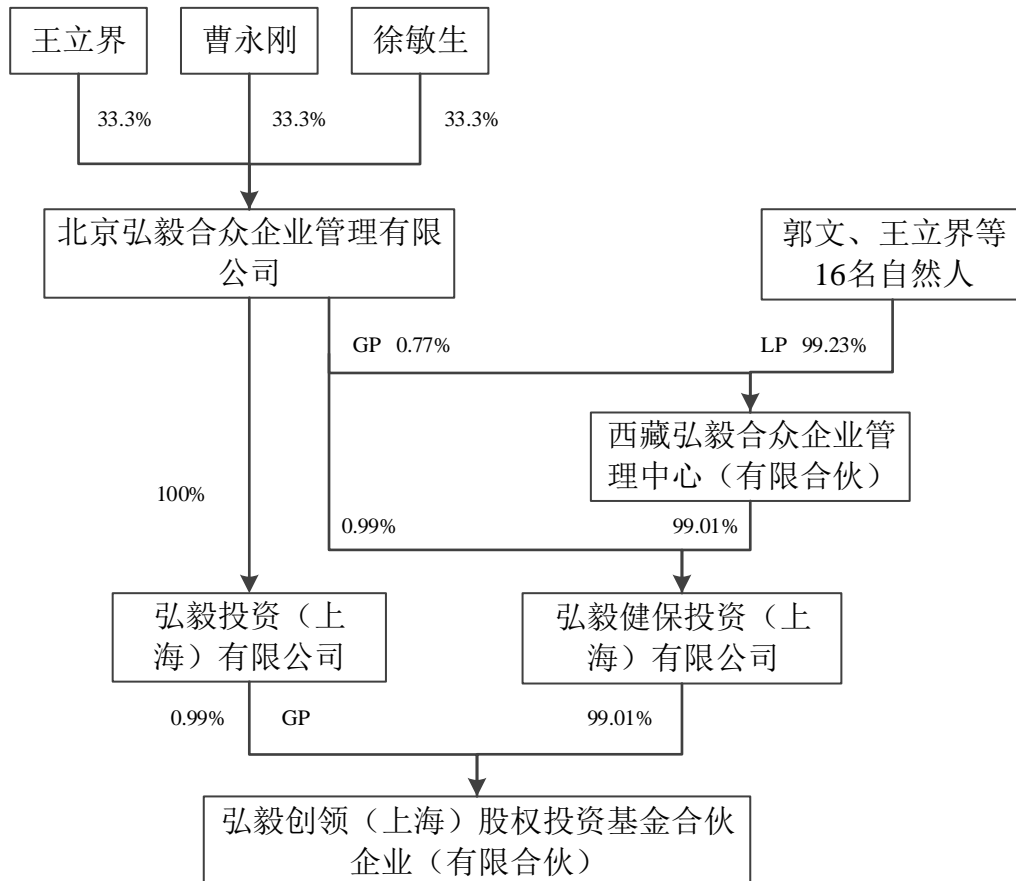 王立界
曹永刚
徐敏生
33.3%
33.3%
33.3%
北京弘毅合众企业管理有限
公司
郭文、王立界等
16名自然人
GP 0.77%
LP 99.23%
西藏弘毅合众企业管
理中心（有限合伙）
100%
0.99%
99.01%
弘毅投资（上
海）有限公司
弘毅健保投资（上
海）有限公司
0.99%
GP
99.01%
弘毅创领（上海）股权投资基金合伙
企业（有限合伙）